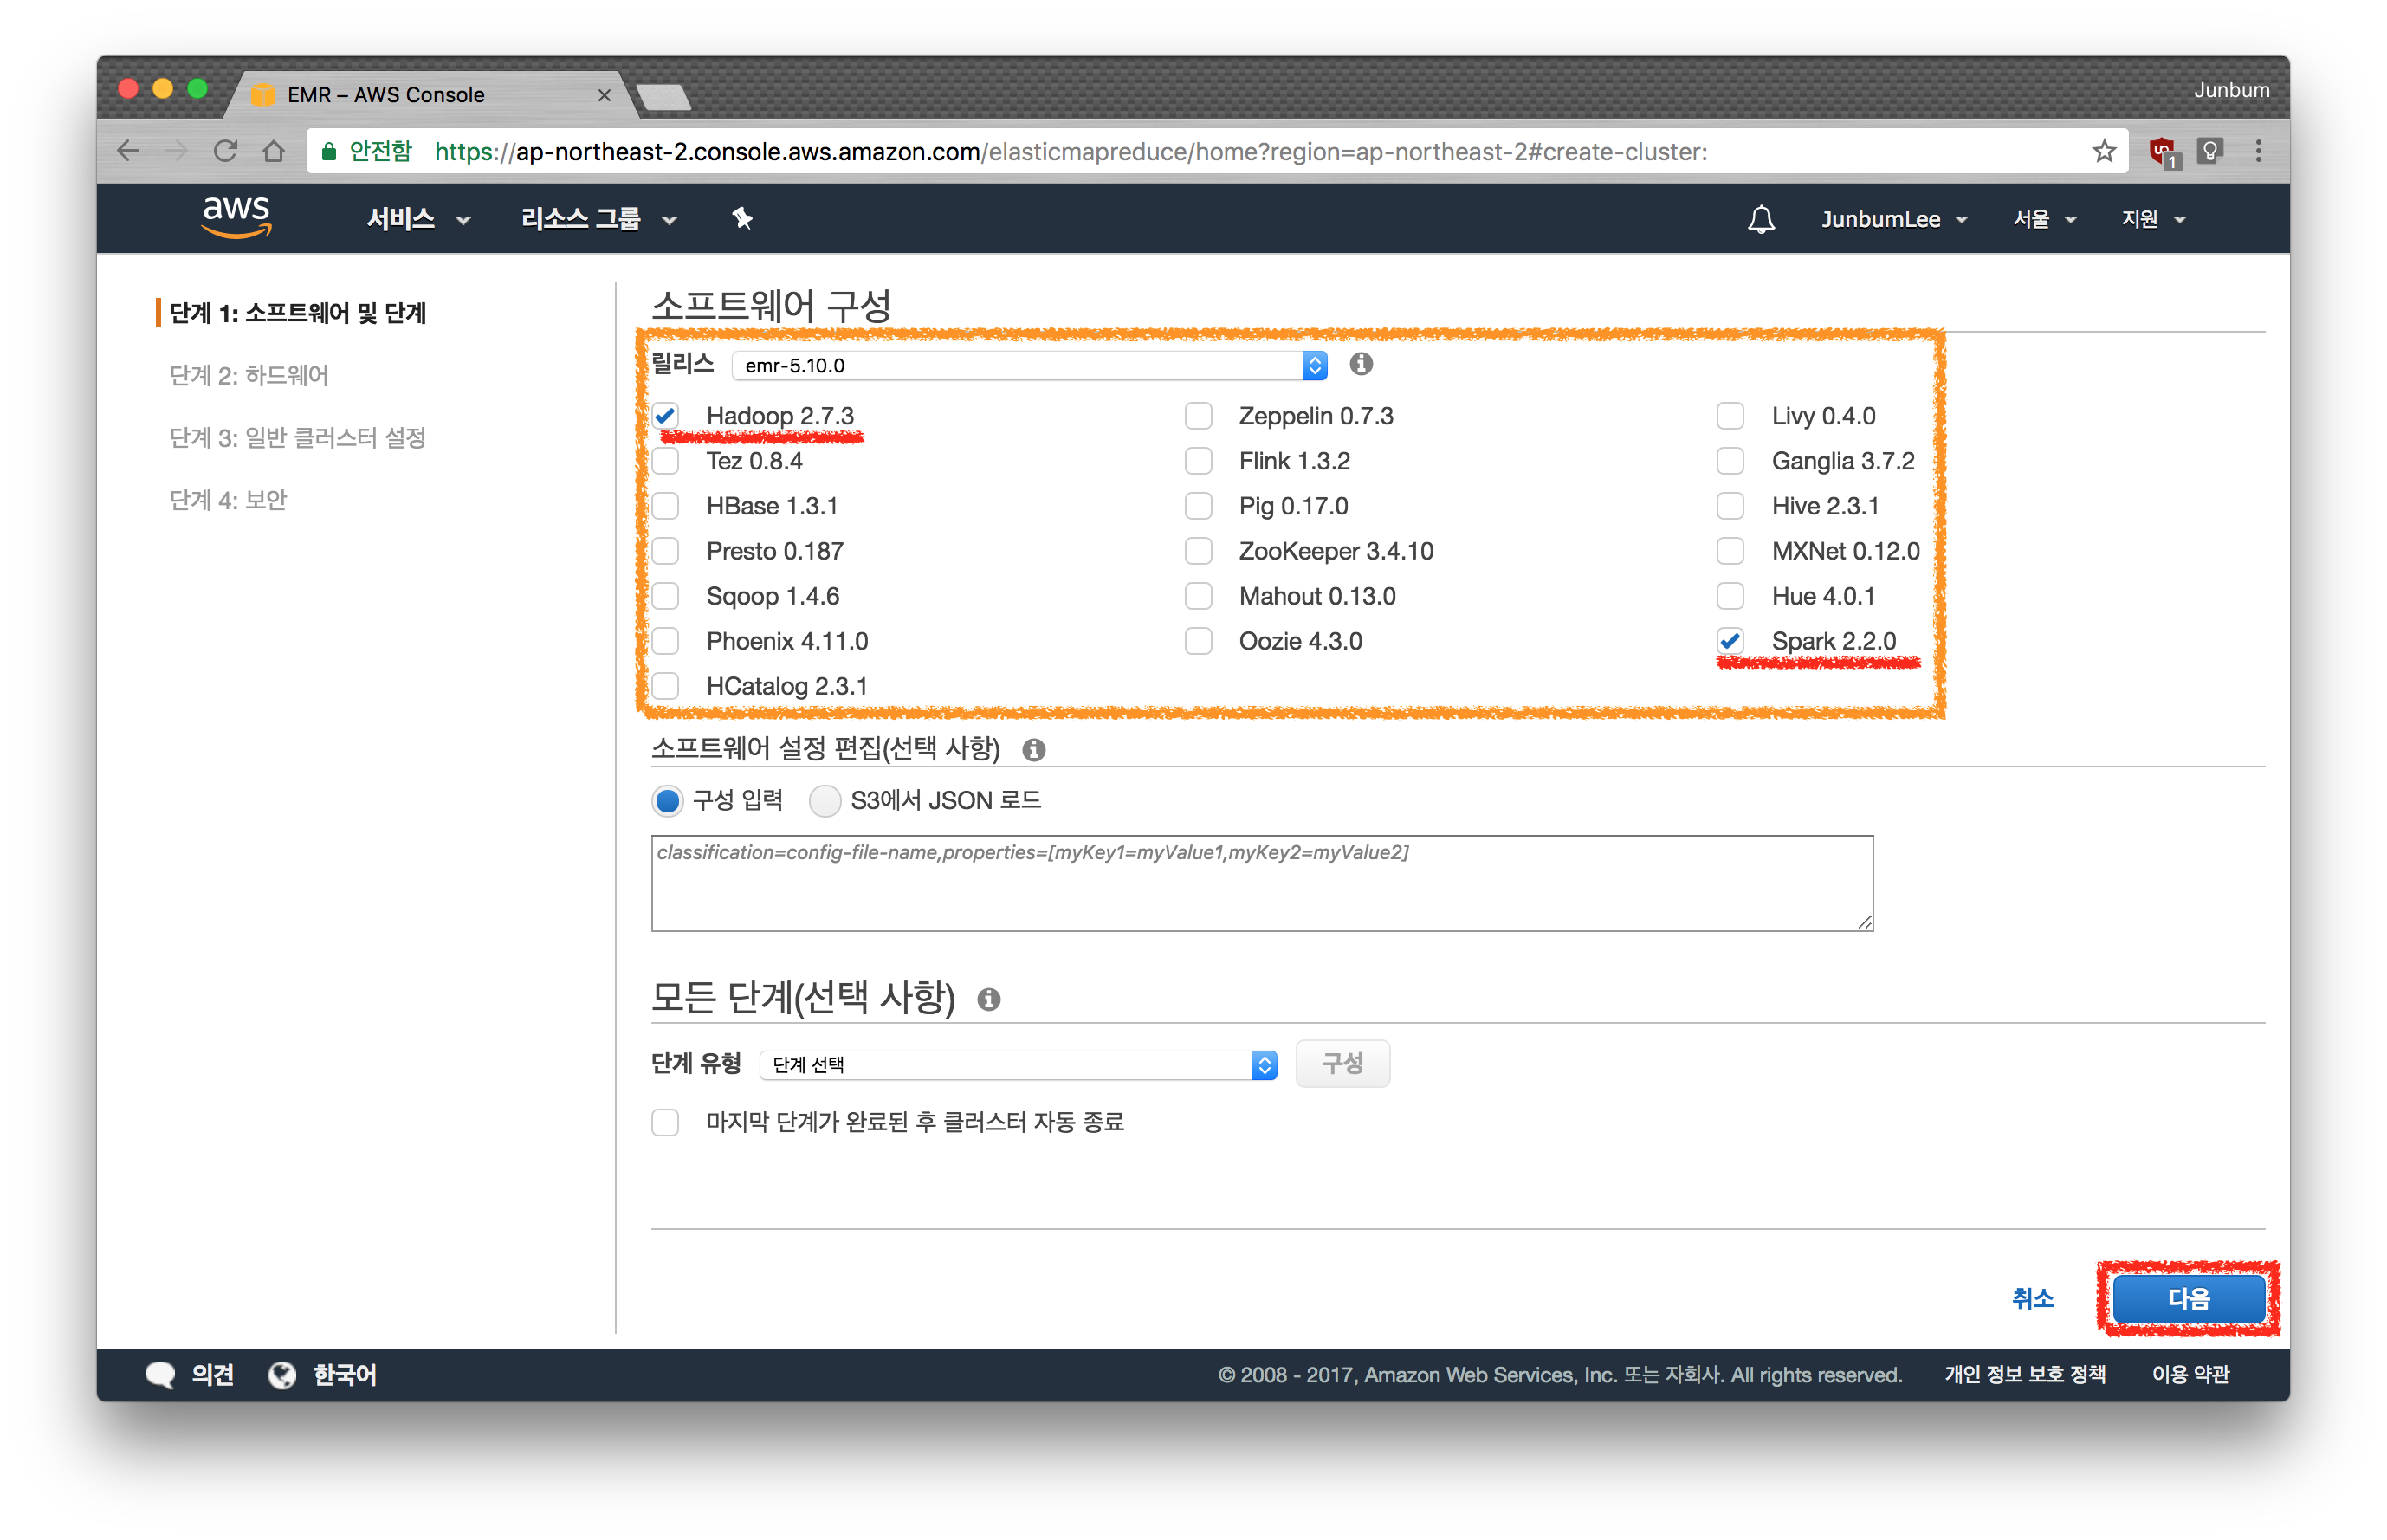 EMR – AWS Console
Junbum
안전함 https://ap-northeast-2.console.aws.amazon.com/elasticmapreduce/home?region=ap-northeast-2#create-cluster:
1
aws 서비스 리소스 그룹 JunbumLee 서울 지원
단계 1: 소프트웨어 및 단계
단계 2: 하드웨어
단계 3: 일반 클러스터 설정
단계 4: 보안
소프트웨어 구성
릴리스 emr-5.10.0
Hadoop 2.7.3 Zeppelin 0.7.3 Livy 0.4.0
Tez 0.8.4 Flink 1.3.2 Ganglia 3.7.2
HBase 1.3.1 Pig 0.17.0 Hive 2.3.1
Presto 0.187 ZooKeeper 3.4.10 MXNet 0.12.0
Sqoop 1.4.6 Mahout 0.13.0 Hue 4.0.1
Phoenix 4.11.0 Oozie 4.3.0 Spark 2.2.0
HCatalog 2.3.1
소프트웨어 설정 편집(선택 사항)
구성 입력 S3에서 JSON 로드
classification=config-file-name,properties=[myKey1=myValue1,myKey2=myValue2]
모든 단계(선택 사항)
단계 유형 단계 선택 구성
마지막 단계가 완료된 후 클러스터 자동 종료
취소 다음
의견 한국어 © 2008 - 2017, Amazon Web Services, Inc. 또는 자회사. All rights reserved. 개인 정보 보호 정책 이용 약관